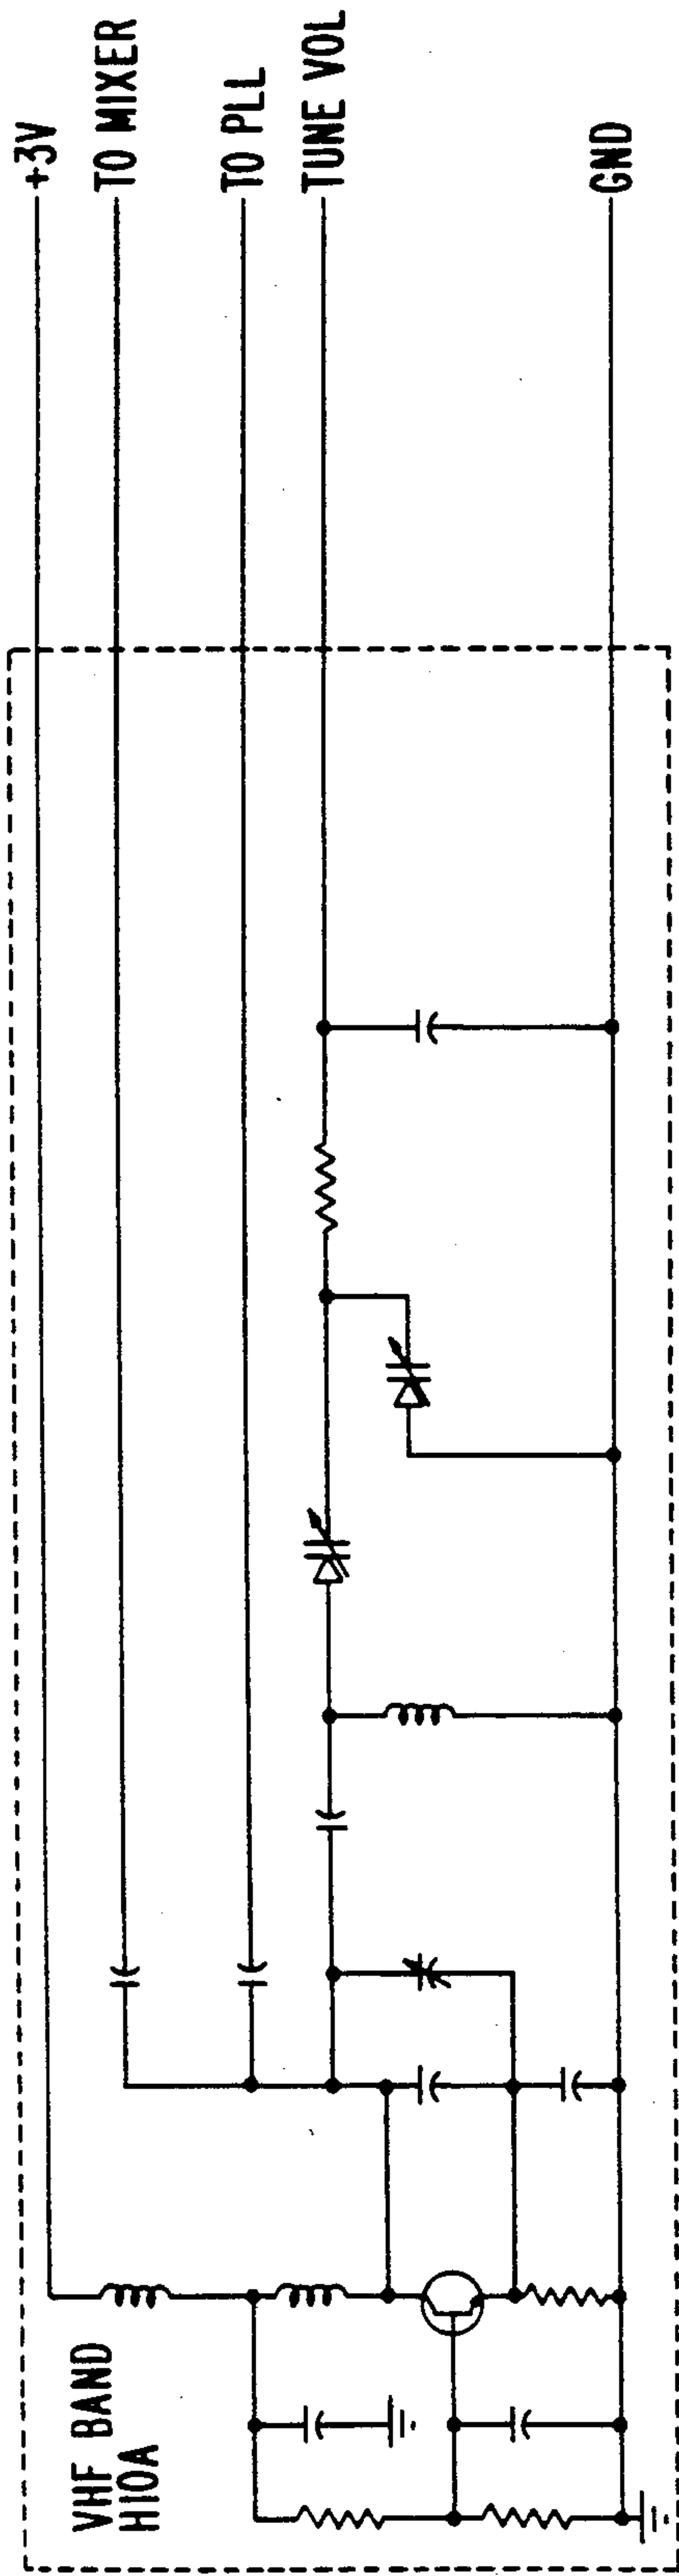 +3V
TO MIXER
TO PLL
TUNE VOL
GND
VHF BAND
H10A